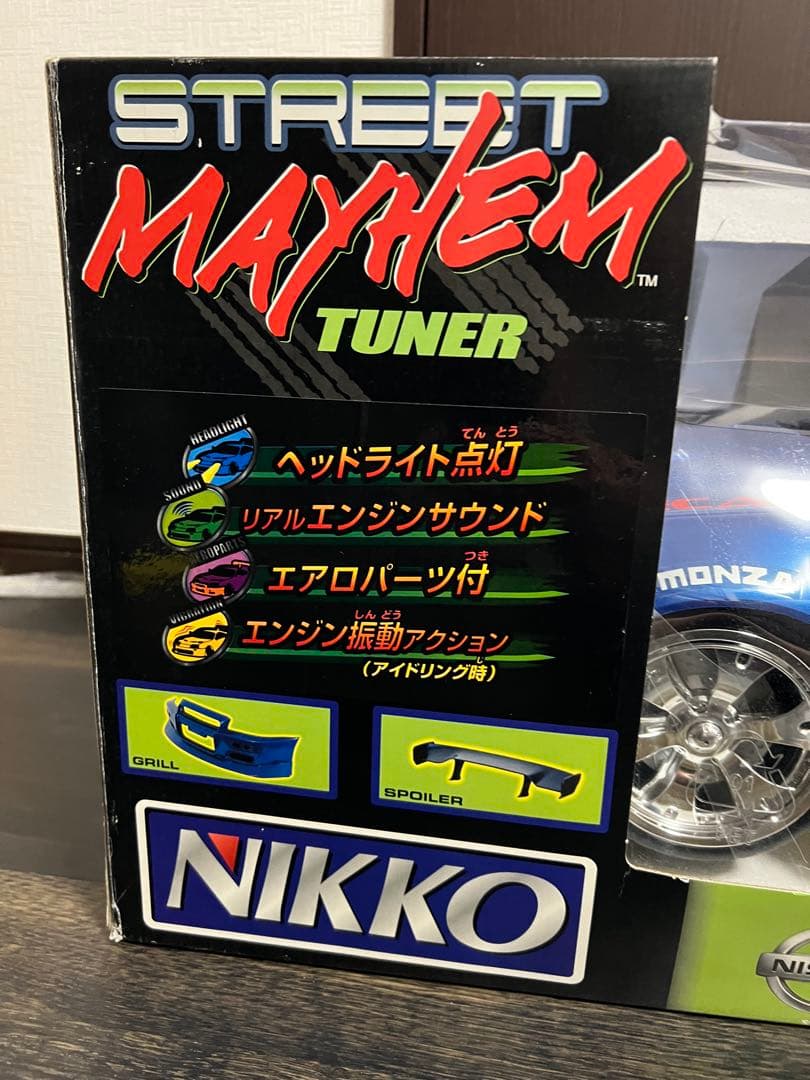 STREET
MAYHEM™
TUNER
HEADLIGHT
てんとう
ヘッドライト点灯
SOUND
リアルエンジンサウンド
つき
エアロパーツ付
VIBRATION
しんどう
エンジン振動アクション
じ
(アイドリング時)
GRILL
SPOILER
NIKKO
MONZA